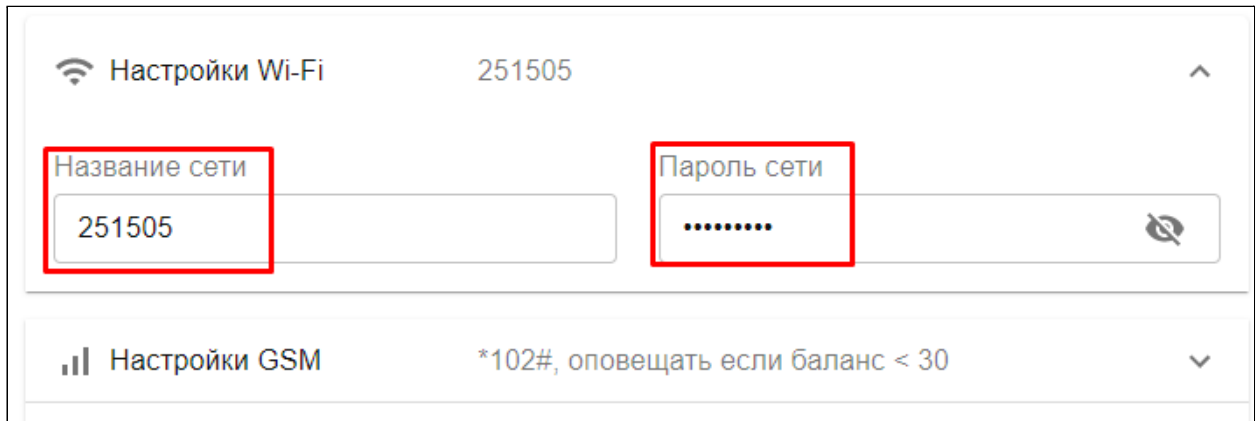 Настройки Wi-Fi 251505
Название сети Пароль сети
251505 •••••••••
Настройки GSM *102#, оповещать если баланс < 30